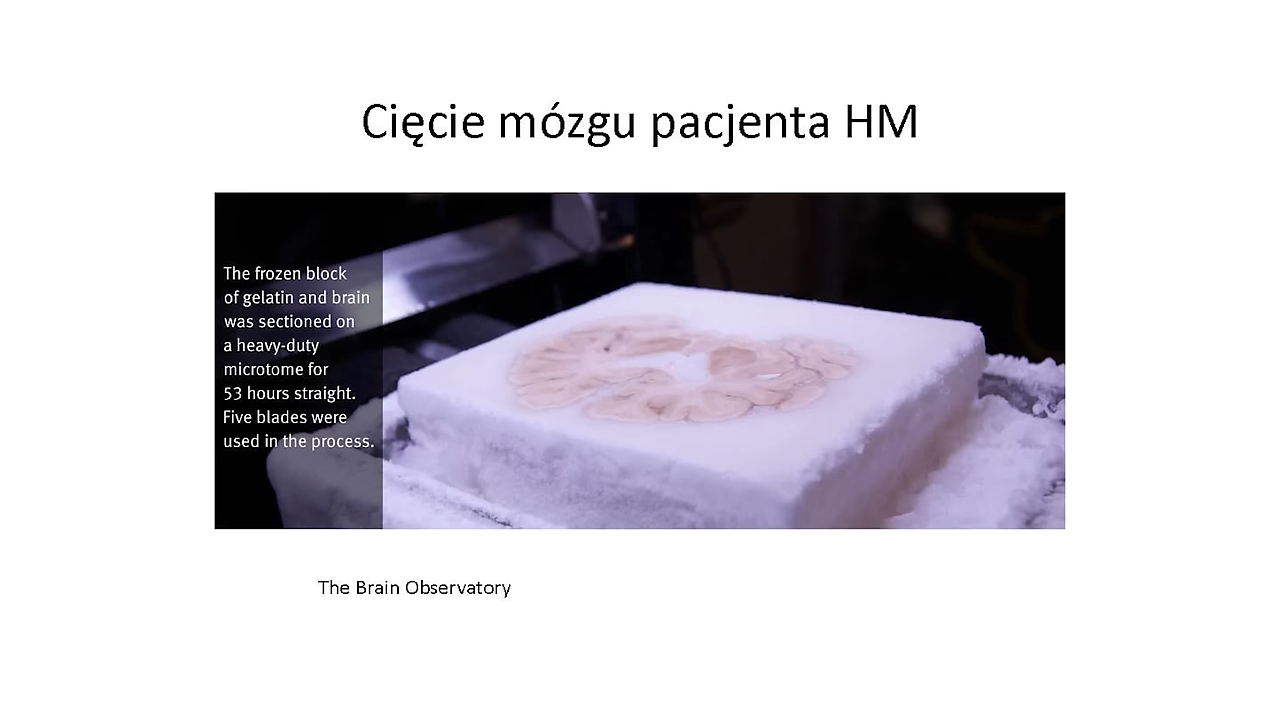 Cięcie mózgu pacjenta HM
The frozen block
of gelatin and brain
was sectioned on
a heavy-duty
microtome for
53 hours straight.
Five blades were
used in the process.
The Brain Observatory